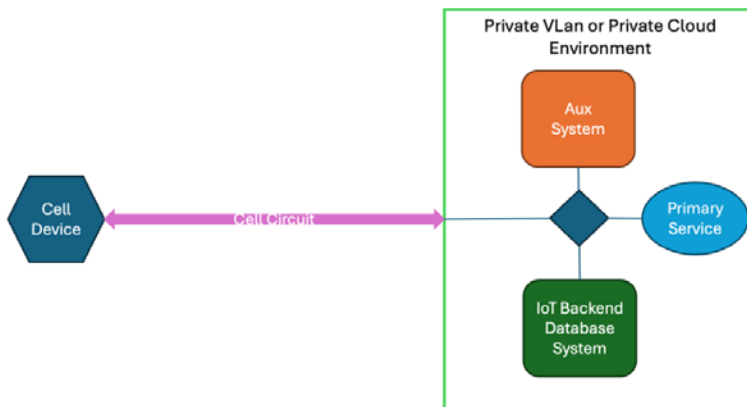 Private VLan or Private Cloud
Environment
Aux
System
Cell
Device
Cell Circuit
Primary
Service
IoT Backend
Database
System